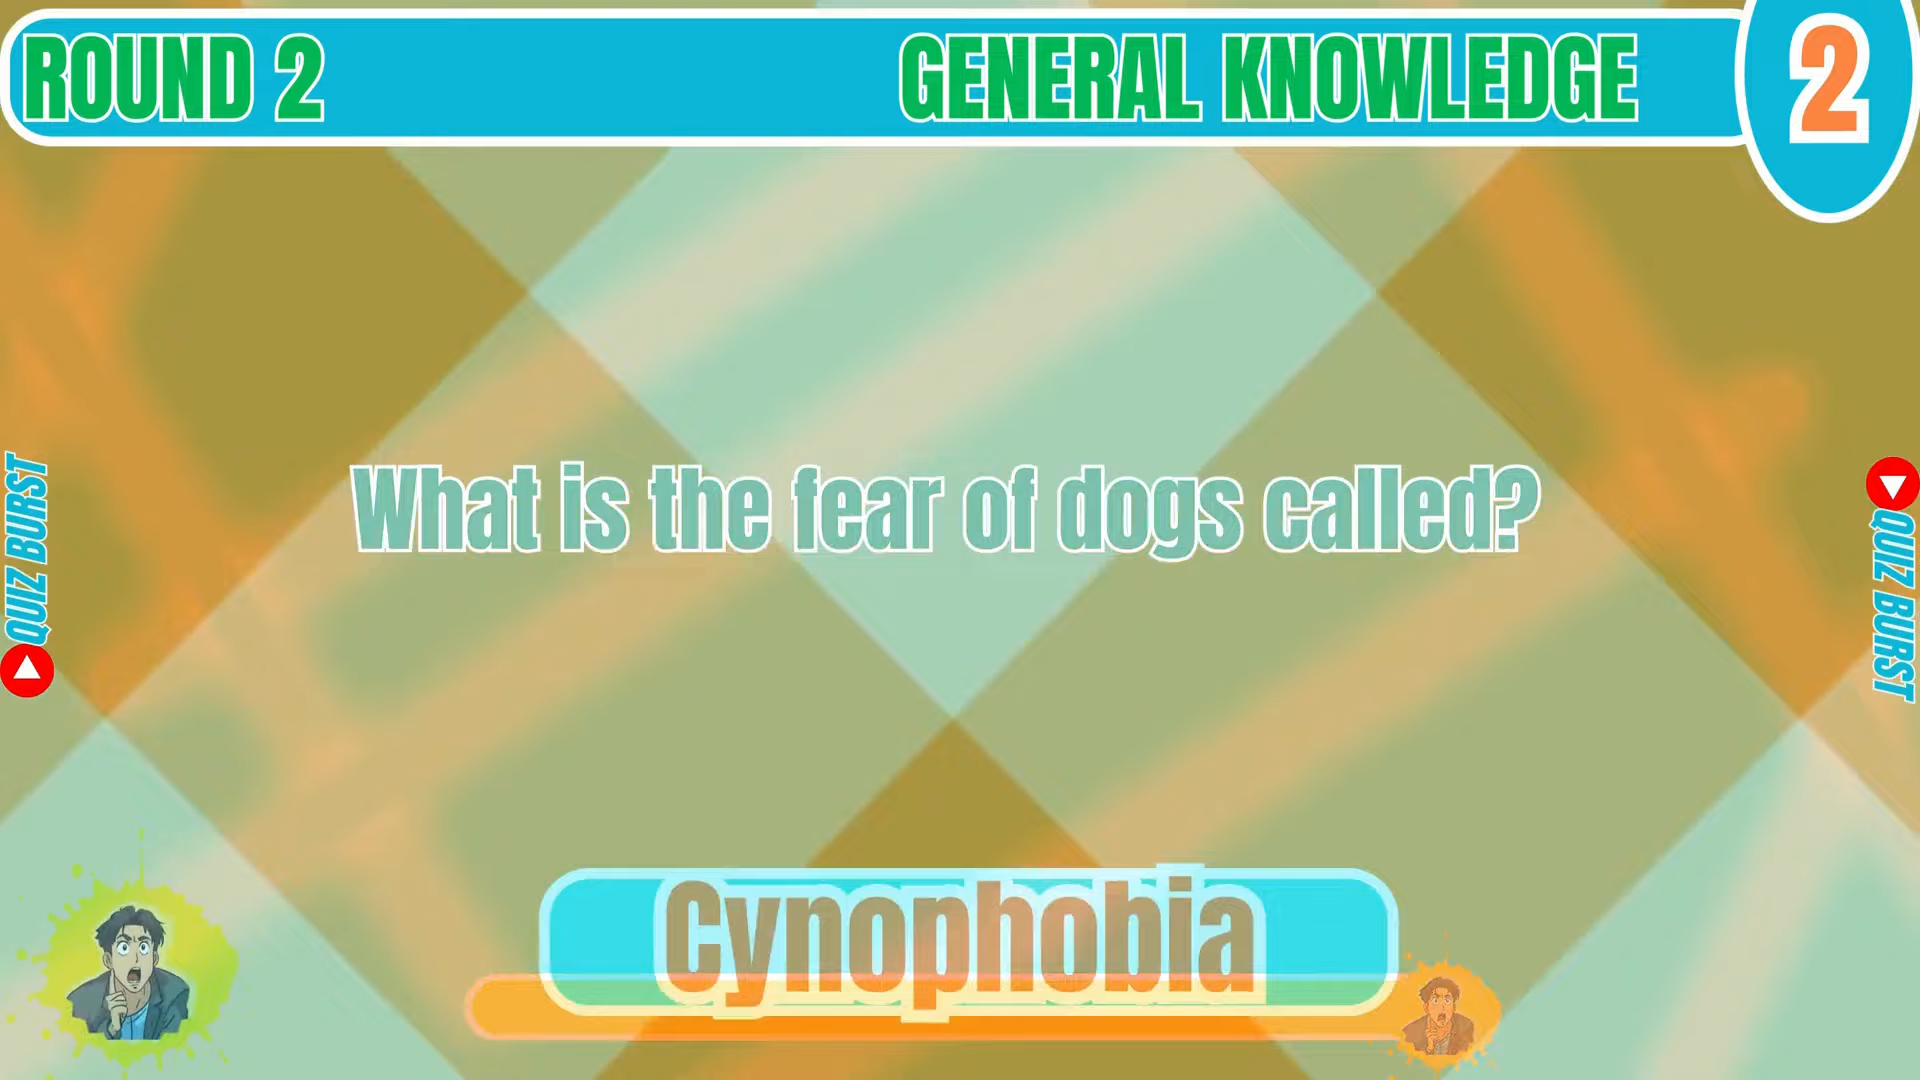 ROUND 2
GENERAL KNOWLEDGE
2
QUIZ BURST
What is the fear of dogs called?
QUIZ BURST
Cynophobia